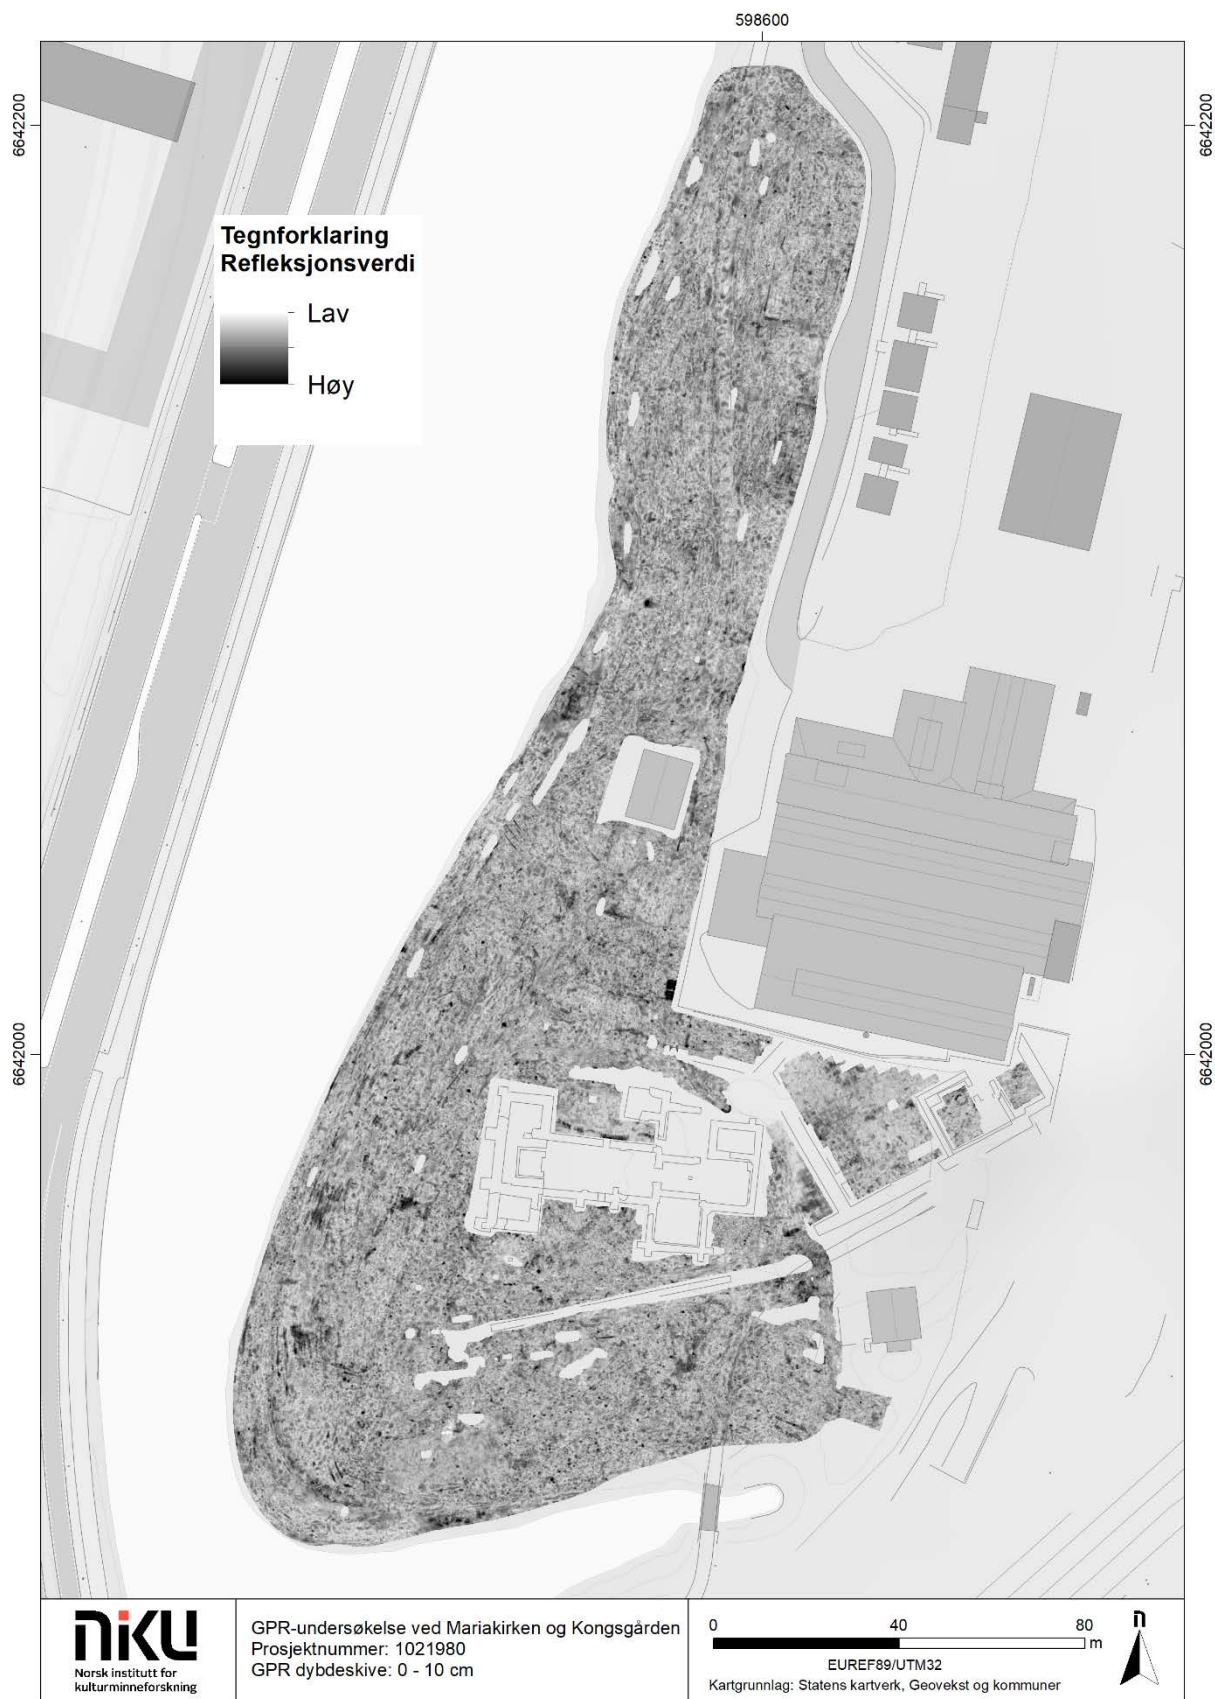 598600
6642200
6642200
Tegnforklaring
Refleksjonsverdi
Lav
Høy
6642000
6642000
NIKU
Norsk institutt for
kulturminneforskning
GPR-undersøkelse ved Mariakirken og Kongsgården
Prosjektnummer: 1021980
GPR dybdeskive: 0 - 10 cm
0 40 80
m
EUREF89/UTM32
Kartgrunnlag: Statens kartverk, Geovekst og kommuner
n